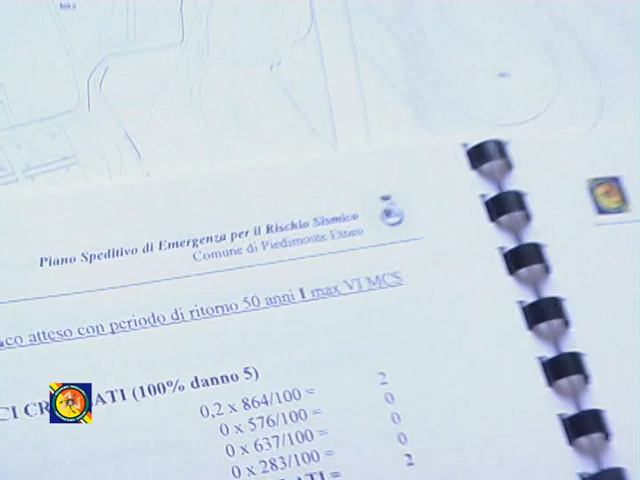 Piano Speditivo di Emergenza per il Rischio Sismico
Comune di Piedimonte Etneo
co atteso con periodo di ritorno 50 anni I max VI MCS
ATI (100% danno 5)
0,2 x 864/100 = 2
0 x 576/100 = 0
0 x 637/100 = 0
0 x 283/100 = 0
ATI = 2